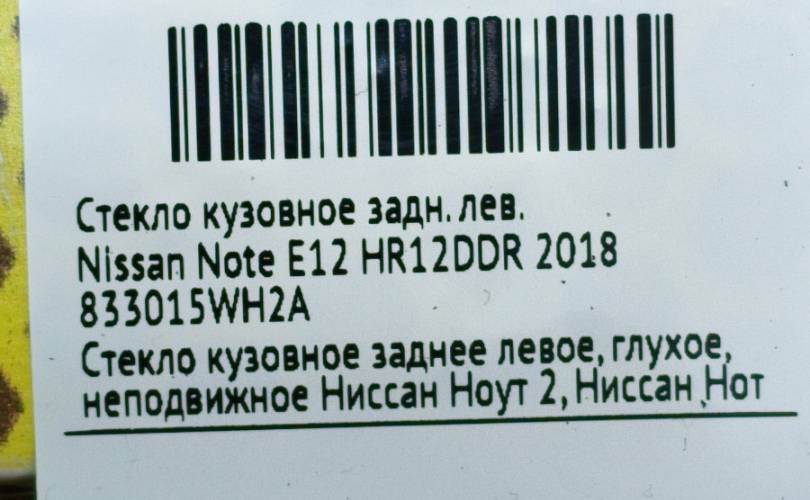 Стекло кузовное задн. лев.
Nissan Note E12 HR12DDR 2018
833015WH2A
Стекло кузовное заднее левое, глухое,
неподвижное Ниссан Ноут 2, Ниссан Нот